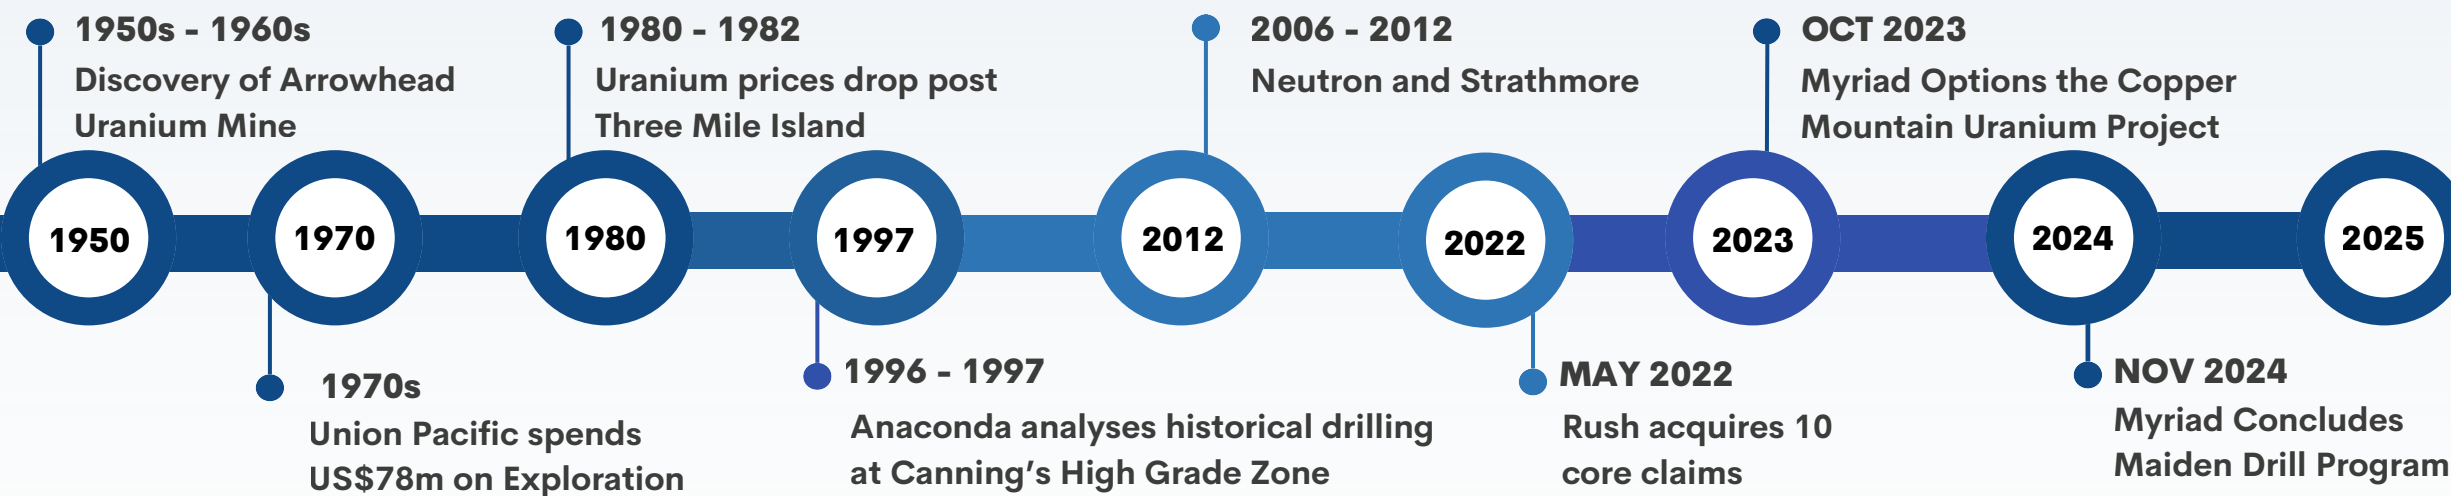 1950s - 1960s
Discovery of Arrowhead
Uranium Mine
1980 - 1982
Uranium prices drop post
Three Mile Island
2006 - 2012
Neutron and Strathmore
OCT 2023
Myriad Options the Copper
Mountain Uranium Project
1950
1970
1980
1997
2012
2022
2023
2024
2025
1970s
Union Pacific spends
US$78m on Exploration
1996 - 1997
Anaconda analyses historical drilling
at Canning’s High Grade Zone
MAY 2022
Rush acquires 10
core claims
NOV 2024
Myriad Concludes
Maiden Drill Program